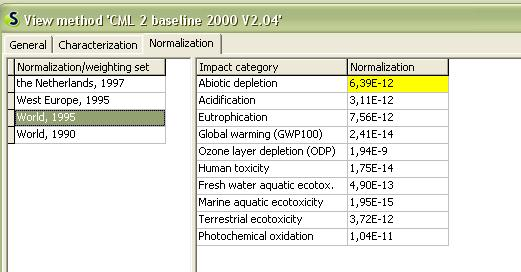 S View method 'CML 2 baseline 2000 V2.04'
General Characterization Normalization
Normalization/weighting set
the Netherlands, 1997
West Europe, 1995
World, 1995
World, 1990
Impact category Normalization
Abiotic depletion 6,39E-12
Acidification 3,11E-12
Eutrophication 7,56E-12
Global warming (GWP100) 2,41E-14
Ozone layer depletion (ODP) 1,94E-9
Human toxicity 1,75E-14
Fresh water aquatic ecotox. 4,90E-13
Marine aquatic ecotoxicity 1,95E-15
Terrestrial ecotoxicity 3,72E-12
Photochemical oxidation 1,04E-11